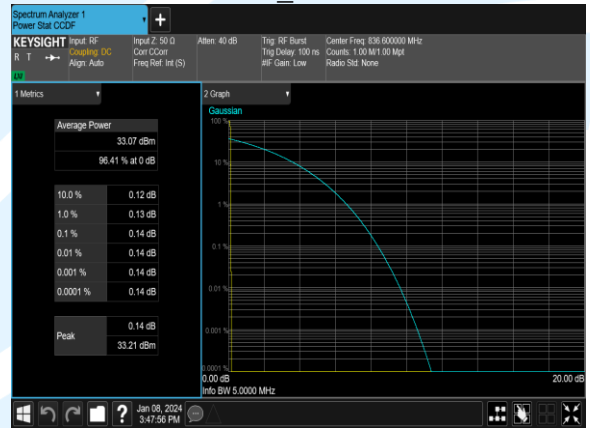 Spectrum Analyzer 1
Power Stat CCDF
+
KEYSIGHT
R T
LXI
Input: RF
Coupling: DC
Align: Auto
Input Z: 50 Ω
Corr CCorr
Freq Ref: Int (S)
Atten: 40 dB
Trig: RF Burst
Trig Delay: 100 ns
#IF Gain: Low
Center Freq: 836.600000 MHz
Counts: 1.00 M/1.00 Mpt
Radio Std: None
1 Metrics
Average Power
33.07 dBm
96.41 % at 0 dB
10.0 % 0.12 dB
1.0 % 0.13 dB
0.1 % 0.14 dB
0.01 % 0.14 dB
0.001 % 0.14 dB
0.0001 % 0.14 dB
Peak
0.14 dB
33.21 dBm
2 Graph
Gaussian
100 %
10 %
1 %
0.1 %
0.01 %
0.001 %
0.0001 %
0.00 dB 20.00 dB
Info BW 5.0000 MHz
?
Jan 08, 2024
3:47:56 PM